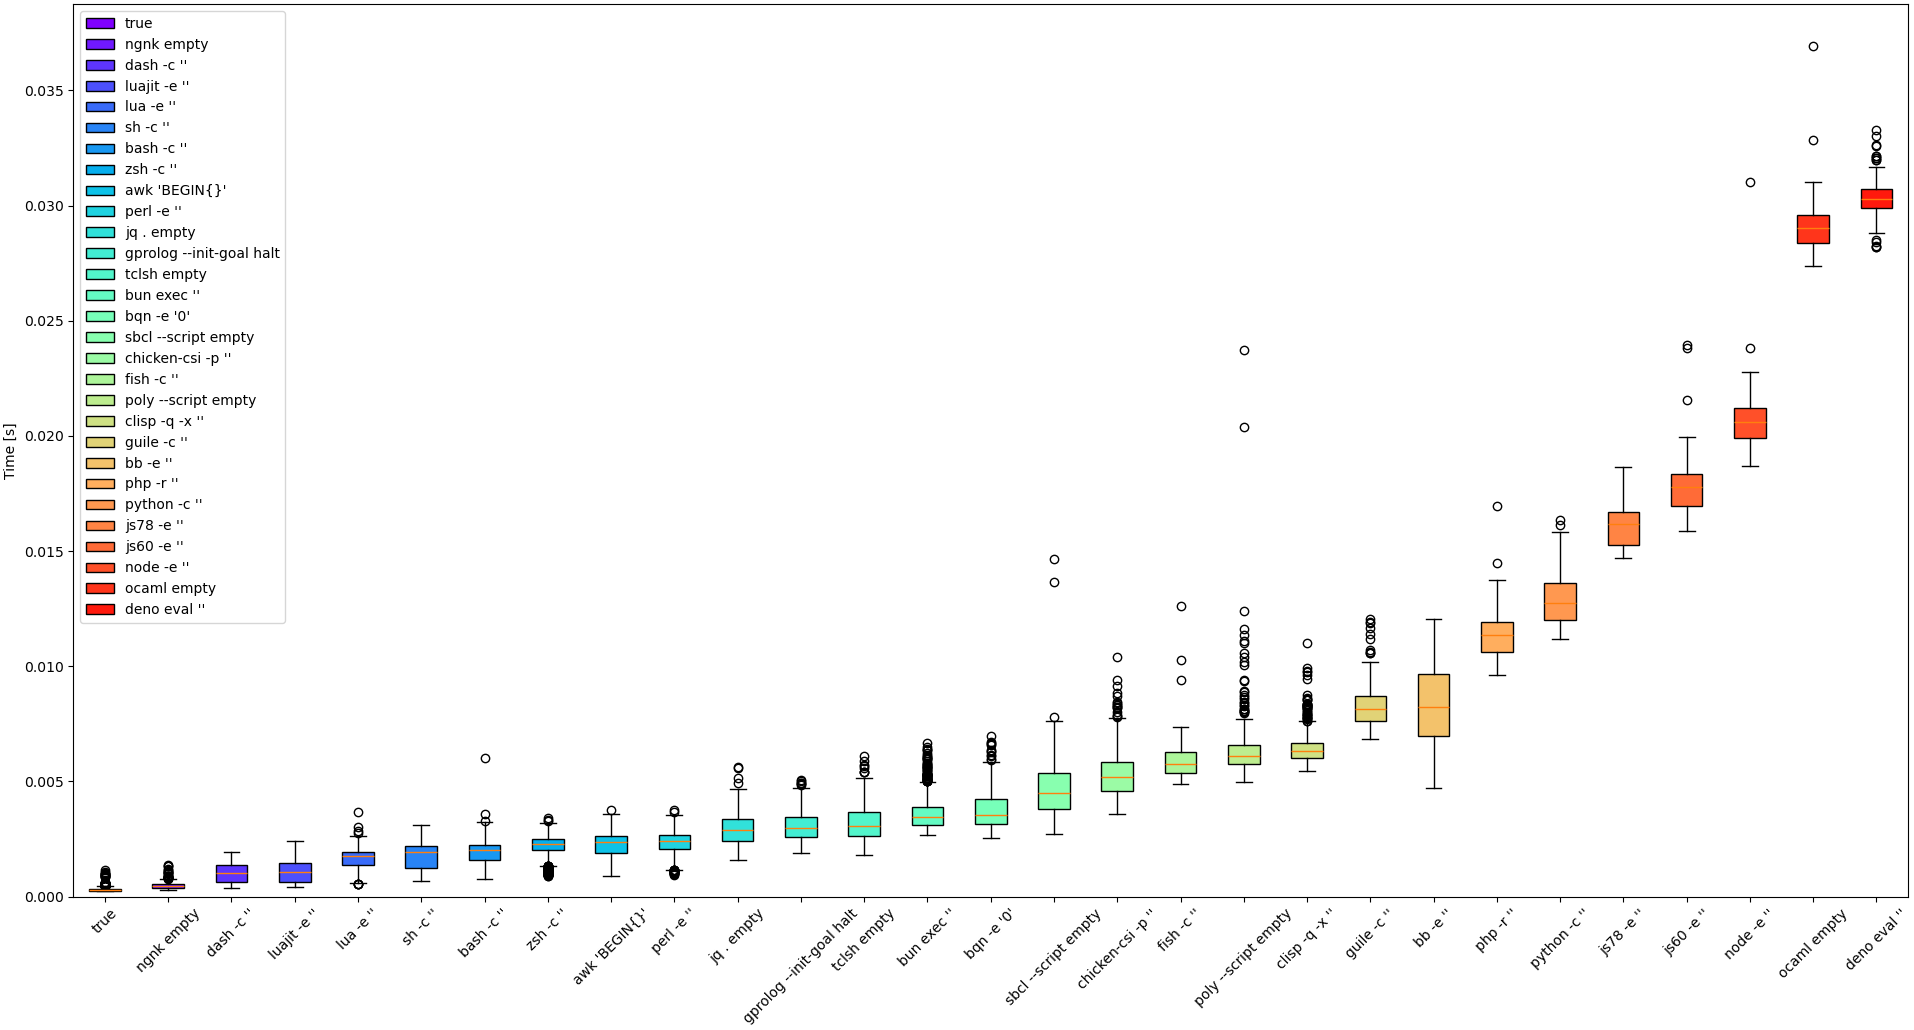 true
ngnk empty
dash -c ''
luajit -e ''
lua -e ''
sh -c ''
bash -c ''
zsh -c ''
awk 'BEGIN{}'
perl -e ''
jq . empty
gprolog --init-goal halt
tclsh empty
bun exec ''
bqn -e '0'
sbcl --script empty
chicken-csi -p ''
fish -c ''
poly --script empty
clisp -q -x ''
guile -c ''
bb -e ''
php -r ''
python -c ''
js78 -e ''
js60 -e ''
node -e ''
ocaml empty
deno eval ''
Time [s]
0.035
0.030
0.025
0.020
0.015
0.010
0.005
0.000
true
ngnk empty
dash -c ''
luajit -e ''
lua -e ''
sh -c ''
bash -c ''
zsh -c ''
awk 'BEGIN{}'
perl -e ''
jq . empty
gprolog --init-goal halt
tclsh empty
bun exec ''
bqn -e '0'
sbcl --script empty
chicken-csi -p ''
fish -c ''
poly --script empty
clisp -q -x ''
guile -c ''
bb -e ''
php -r ''
python -c ''
js78 -e ''
js60 -e ''
node -e ''
ocaml empty
deno eval ''